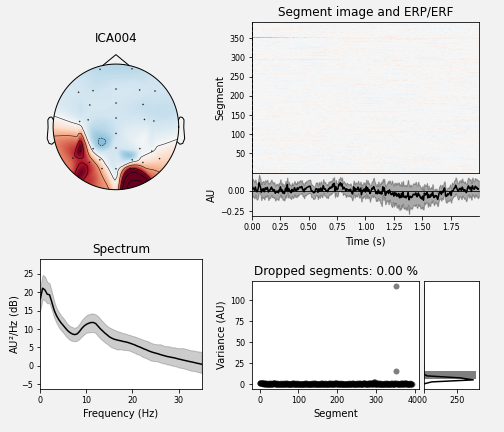 ICA004
Segment image and ERP/ERF
Segment
350
300
250
200
150
100
50
AU
0.00
−0.25
0.00 0.25 0.50 0.75 1.00 1.25 1.50 1.75
Time (s)
Spectrum
AU²/Hz (dB)
25
20
15
10
5
0
−5
0 10 20 30
Frequency (Hz)
Dropped segments: 0.00 %
Variance (AU)
100
75
50
25
0
0 100 200 300 400
Segment
0 250